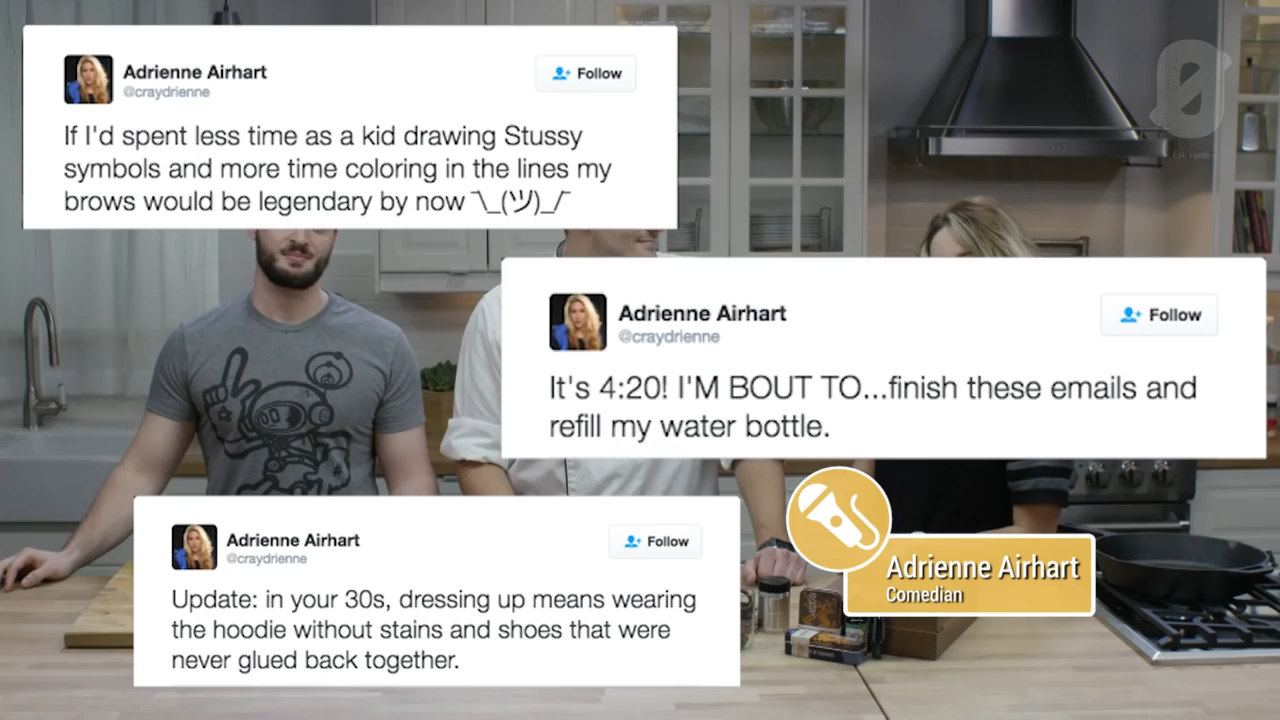 Adrienne Airhart
@craydrienne
Follow
If I'd spent less time as a kid drawing Stussy
symbols and more time coloring in the lines my
brows would be legendary by now ¯\_(ツ)_/¯
Est. 1906
Adrienne Airhart
@craydrienne
Follow
It's 4:20! I'M BOUT TO...finish these emails and
refill my water bottle.
Adrienne Airhart
@craydrienne
Follow
Update: in your 30s, dressing up means wearing
the hoodie without stains and shoes that were
never glued back together.
Adrienne Airhart
Comedian